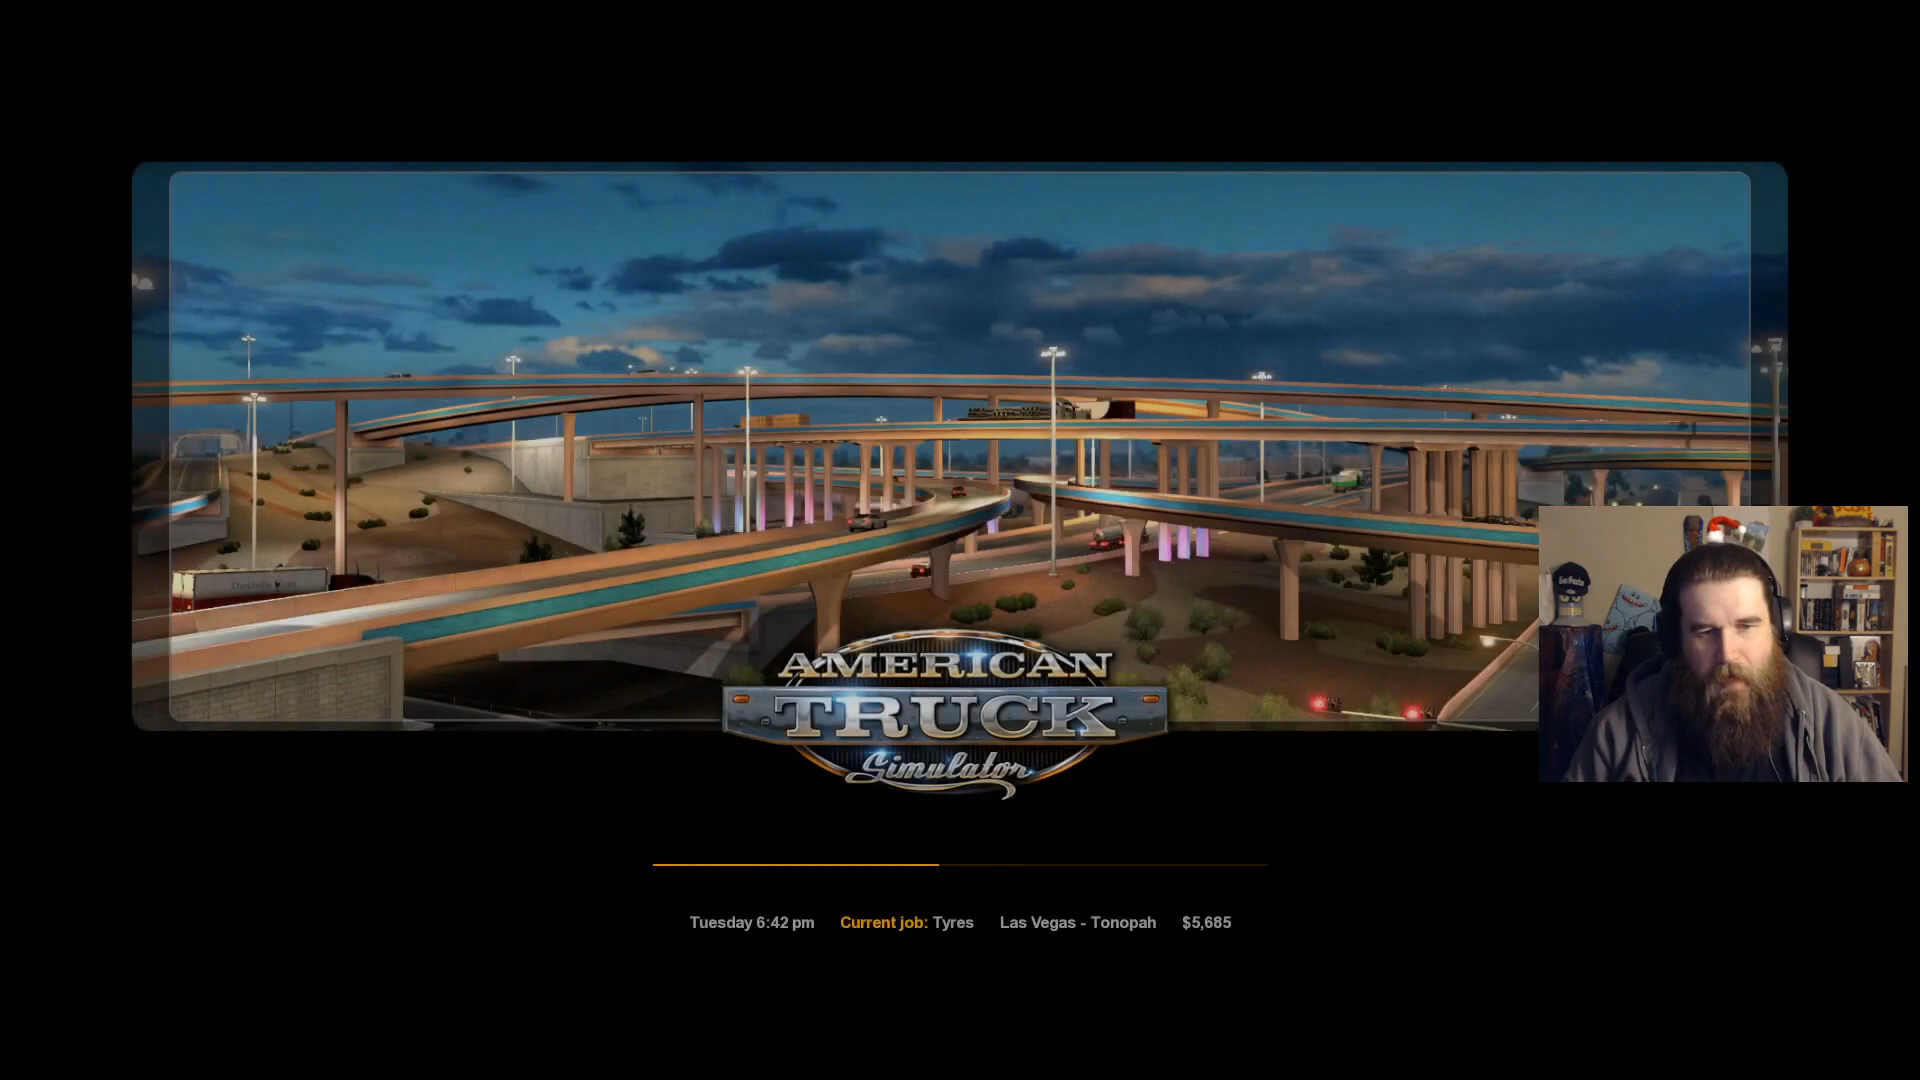 AMERICAN
TRUCK
Simulator
Tuesday 6:42 pm Current job: Tyres Las Vegas - Tonopah $5,685